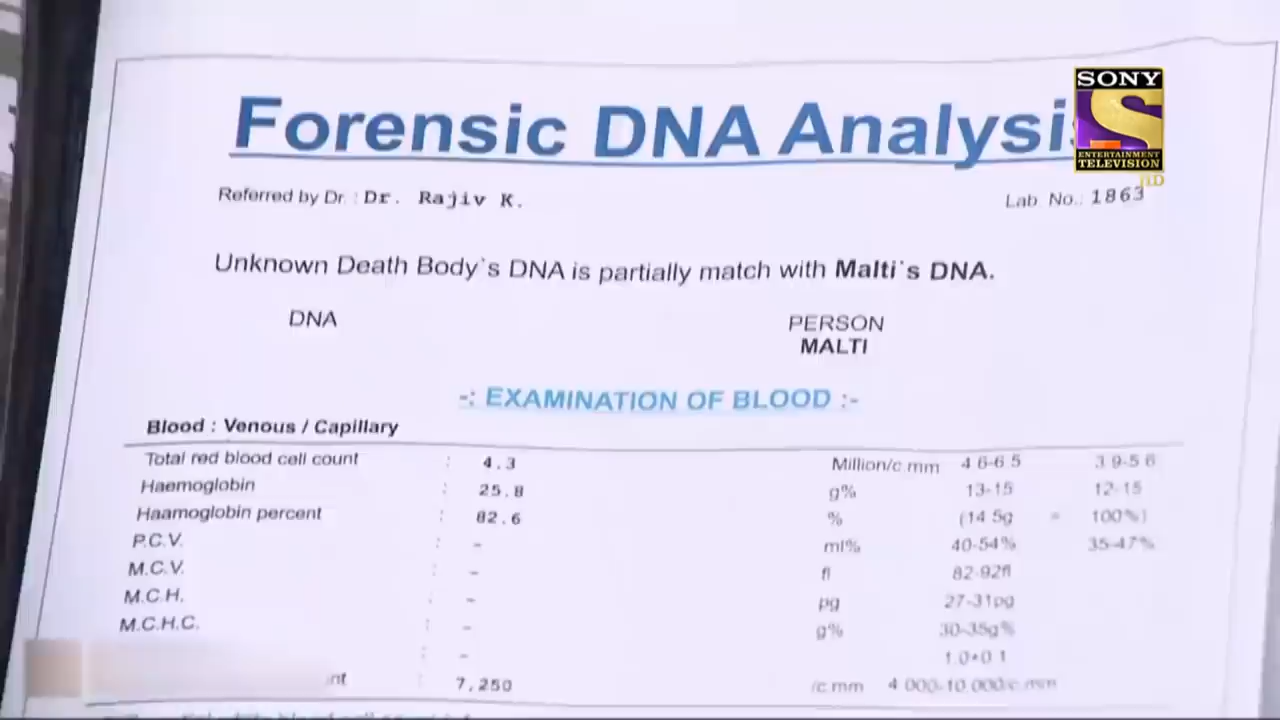 Forensic DNA Analysis
SONY
ENTERTAINMENT
TELEVISION
HD
Referred by Dr. : Dr. Rajiv K.
Lab No.: 1863
Unknown Death Body`s DNA is partially match with Malti`s DNA.
DNA PERSON
MALTI
-: EXAMINATION OF BLOOD :-
Blood : Venous / Capillary
Total red blood cell count : 4.3 Million/c.mm 4.6-6.5 3.9-5.6
Haemoglobin : 25.8 g% 13-15 12-15
Haamoglobin percent : 82.6 % (14.5g = 100%)
P.C.V. : - ml% 40-54% 35-47%
M.C.V. : - fl 82-92fl
M.C.H. : - pg 27-31pg
M.C.H.C. : - g% 30-35g%
: - 1.0+0.1
nt : 7,250 /c.mm 4,000-10,000/c.mm